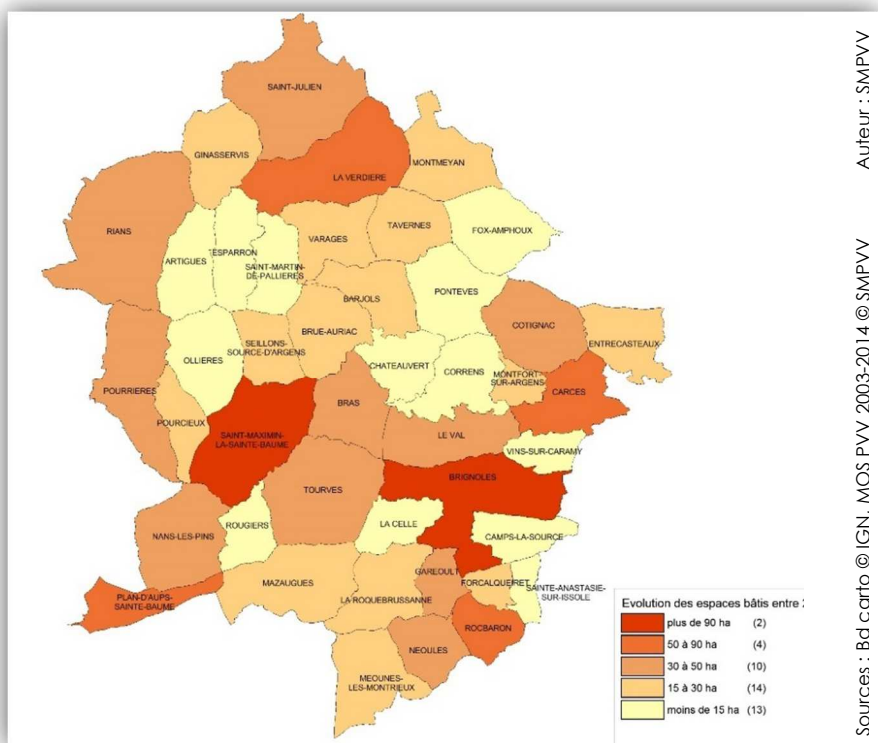 SAINT-JULIEN
GINASSERVIS
LA VERDIERE
MONTMEYAN
RIANS
ARTIGUES
ESPARRON
SAINT-MARTIN-
DE-PALLIERES
VARAGES
TAVERNES
FOX-AMPHOUX
BARJOLS
PONTEVES
COTIGNAC
ENTRECASTEAUX
POURRIERES
OLLIERES
SEILLONS-
SOURCE-D'ARGENS
BRUE-AURIAC
CHATEAUVERT
CORRENS
MONTFORT-
SUR-ARGENS
CARCES
POURCIEUX
SAINT-MAXIMIN-
LA-SAINTE-BAUME
BRAS
LE VAL
VINS-SUR-CARAMY
TOURVES
BRIGNOLES
NANS-LES-PINS
ROUGIERS
LA CELLE
CAMPS-LA-SOURCE
PLAN-D'AUPS-
SAINTE-BAUME
MAZAUGUES
LA ROQUEBRUSSANNE
GAREOULT
FORCALQUEIRET
SAINTE-ANASTASIE-
SUR-ISSOLE
ROCBARON
NEOULES
MEOUNES-
LES-MONTRIEUX
Evolution des espaces bâtis entre
plus de 90 ha (2)
50 à 90 ha (4)
30 à 50 ha (10)
15 à 30 ha (14)
moins de 15 ha (13)
Sources : Bd carto © IGN. MOS PVV 2003-2014 © SMPVV Auteur : SMPVV